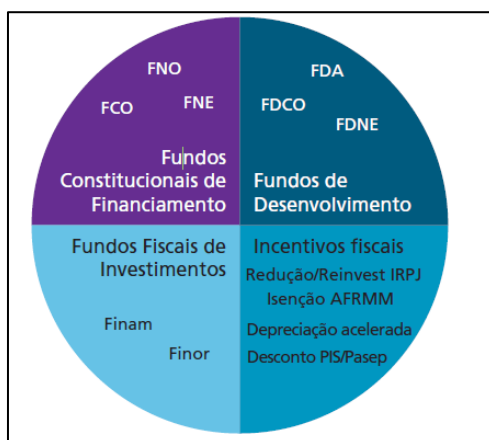 FNO
FCO
FNE
Fundos
Constitucionais de
Financiamento
FDA
FDCO
FDNE
Fundos de
Desenvolvimento
Fundos Fiscais de
Investimentos
Finam
Finor
Incentivos fiscais
Redução/Reinvest IRPJ
Isenção AFRMM
Depreciação acelerada
Desconto PIS/Pasep